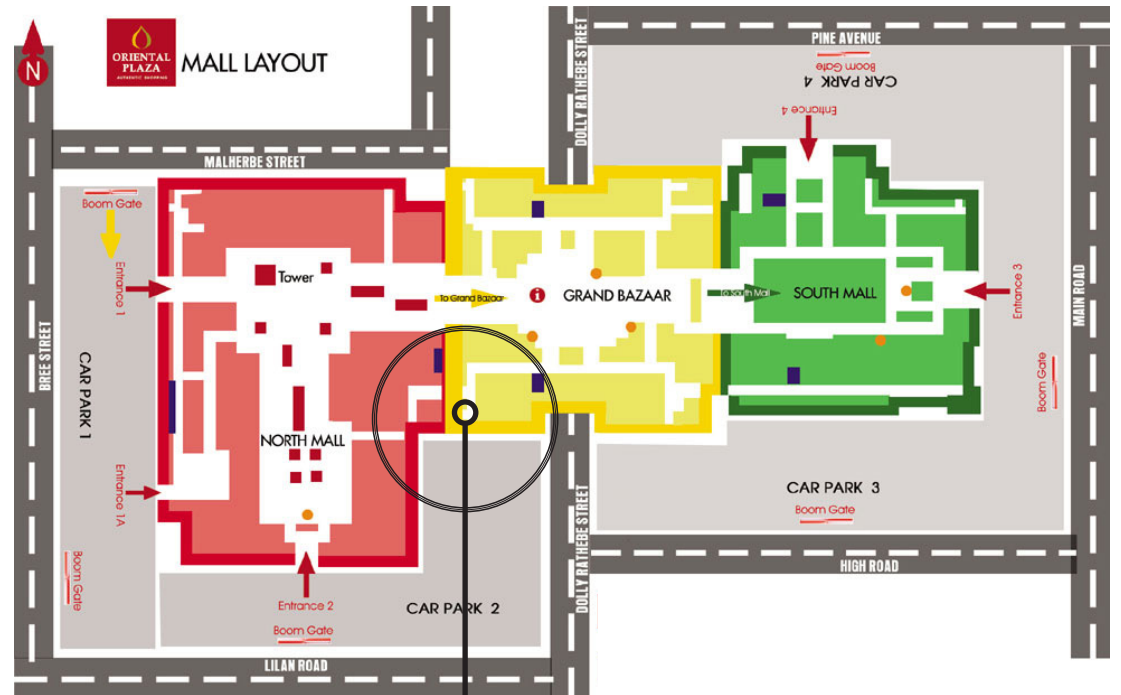 N
ORIENTAL
PLAZA
AUTHENTIC SHOPPING
MALL LAYOUT
DOLLY RATHEBE STREET
PINE AVENUE
Boom Gate
CAR PARK 4
Entrance 4
MALHERBE STREET
Boom Gate
Entrance 1
Tower
To Grand Bazaar
i
GRAND BAZAAR
To South Mall
SOUTH MALL
Entrance 3
MAIN ROAD
BREE STREET
CAR PARK 1
Boom Gate
NORTH MALL
Entrance 1A
CAR PARK 3
Boom Gate
Boom Gate
DOLLY RATHEBE STREET
HIGH ROAD
Entrance 2
CAR PARK 2
Boom Gate
LILAN ROAD